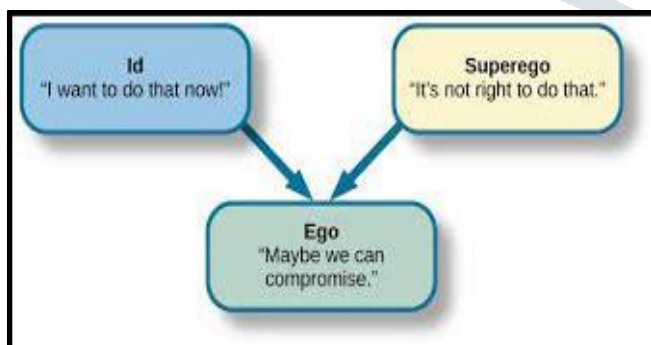 Id
"I want to do that now!"
Superego
"It's not right to do that."
Ego
"Maybe we can
compromise."